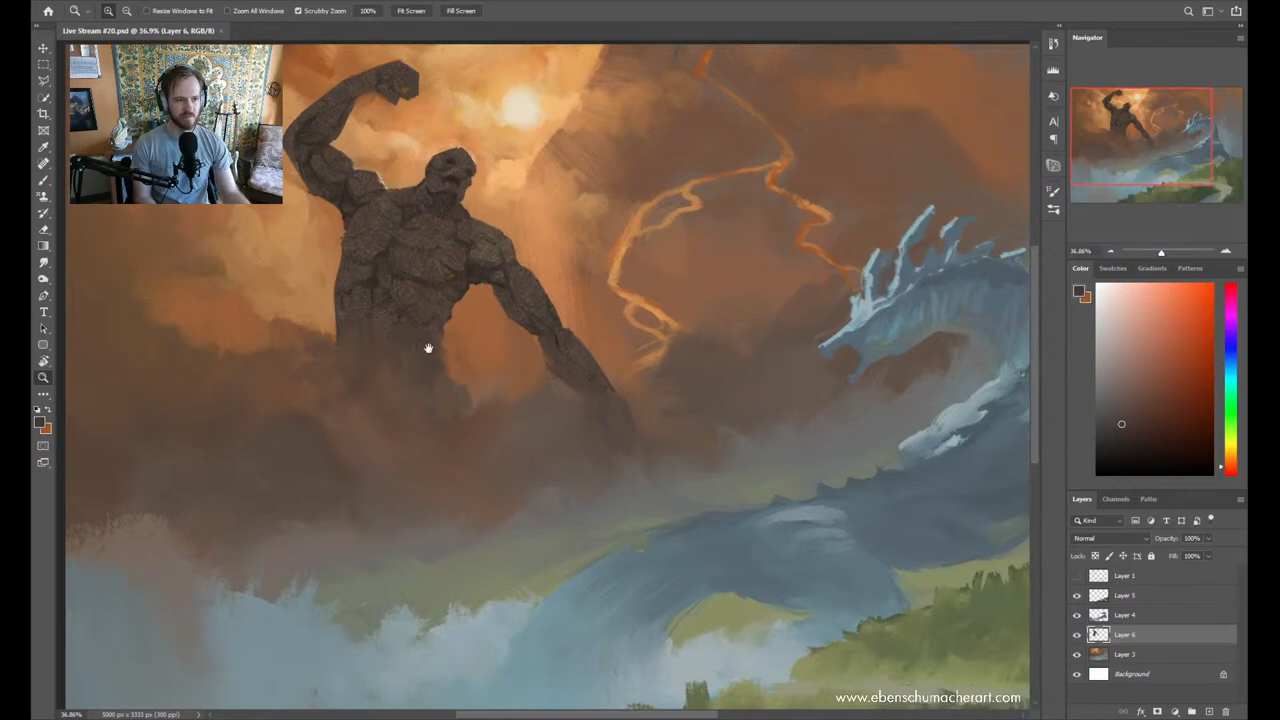 Resize Windows to Fit Zoom All Windows Scrubby Zoom 100% Fit Screen Fill Screen
Live Stream #20.psd @ 36.9% (Layer 6, RGB/8)
Navigator
36.86%
Color Swatches Gradients Patterns
Layers Channels Paths
Kind
Normal Opacity: 100%
Lock: Fill: 100%
Layer 1
Layer 5
Layer 4
Layer 6
Layer 3
Background
www.ebenschumacherart.com
36.86% 5000 px x 3333 px (300 ppi)